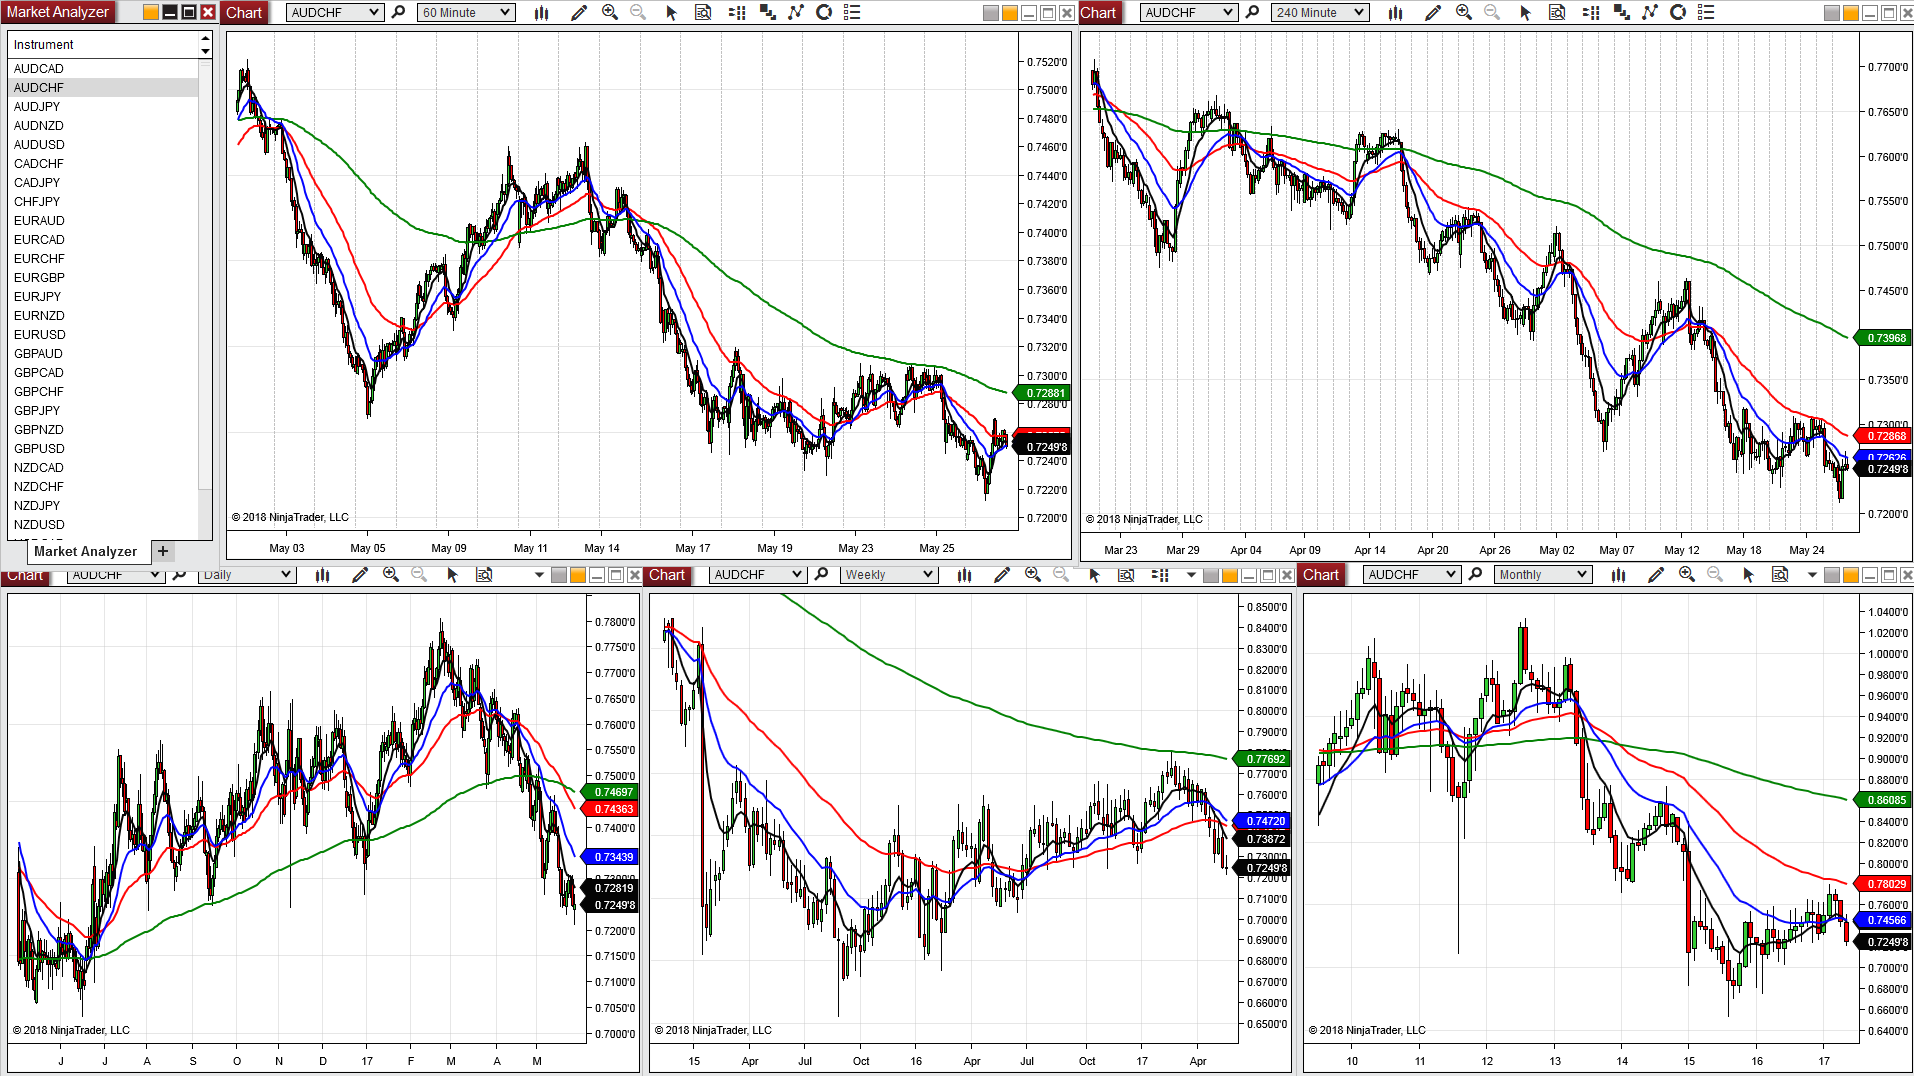 Market Analyzer
Instrument
AUDCAD
AUDCHF
AUDJPY
AUDNZD
AUDUSD
CADCHF
CADJPY
CHFJPY
EURAUD
EURCAD
EURCHF
EURGBP
EURJPY
EURNZD
EURUSD
GBPAUD
GBPCAD
GBPCHF
GBPJPY
GBPNZD
GBPUSD
NZDCAD
NZDCHF
NZDJPY
NZDUSD
Market Analyzer +
Chart AUDCHF 60 Minute
0.7520'0
0.7500'0
0.7480'0
0.7460'0
0.7440'0
0.7420'0
0.7400'0
0.7380'0
0.7360'0
0.7340'0
0.7320'0
0.7300'0
0.72881
0.7280'0
0.7249'8
0.7240'0
0.7220'0
0.7200'0
© 2018 NinjaTrader, LLC
May 03 May 05 May 09 May 11 May 14 May 17 May 19 May 23 May 25
Chart AUDCHF 240 Minute
0.7700'0
0.7650'0
0.7600'0
0.7550'0
0.7500'0
0.7450'0
0.73968
0.7350'0
0.7300'0
0.72868
0.72626
0.7249'8
0.7200'0
© 2018 NinjaTrader, LLC
Mar 23 Mar 29 Apr 04 Apr 09 Apr 14 Apr 20 Apr 26 May 02 May 07 May 12 May 18 May 24
Chart AUDCHF Daily
0.7800'0
0.7750'0
0.7700'0
0.7650'0
0.7600'0
0.7550'0
0.7500'0
0.74697
0.74363
0.7400'0
0.73439
0.72819
0.7249'8
0.7200'0
0.7150'0
0.7100'0
0.7050'0
0.7000'0
© 2018 NinjaTrader, LLC
J J A S O N D 17 F M A M
Chart AUDCHF Weekly
0.8500'0
0.8400'0
0.8300'0
0.8200'0
0.8100'0
0.8000'0
0.7900'0
0.77692
0.7700'0
0.7600'0
0.74720
0.73872
0.7300'0
0.7249'8
0.7200'0
0.7100'0
0.7000'0
0.6900'0
0.6800'0
0.6700'0
0.6600'0
0.6500'0
© 2018 NinjaTrader, LLC
15 Apr Jul Oct 16 Apr Jul Oct 17 Apr
Chart AUDCHF Monthly
1.0400'0
1.0200'0
1.0000'0
0.9800'0
0.9600'0
0.9400'0
0.9200'0
0.9000'0
0.8800'0
0.86085
0.8400'0
0.8200'0
0.8000'0
0.78029
0.7600'0
0.74566
0.7249'8
0.7000'0
0.6800'0
0.6600'0
0.6400'0
© 2018 NinjaTrader, LLC
10 11 12 13 14 15 16 17